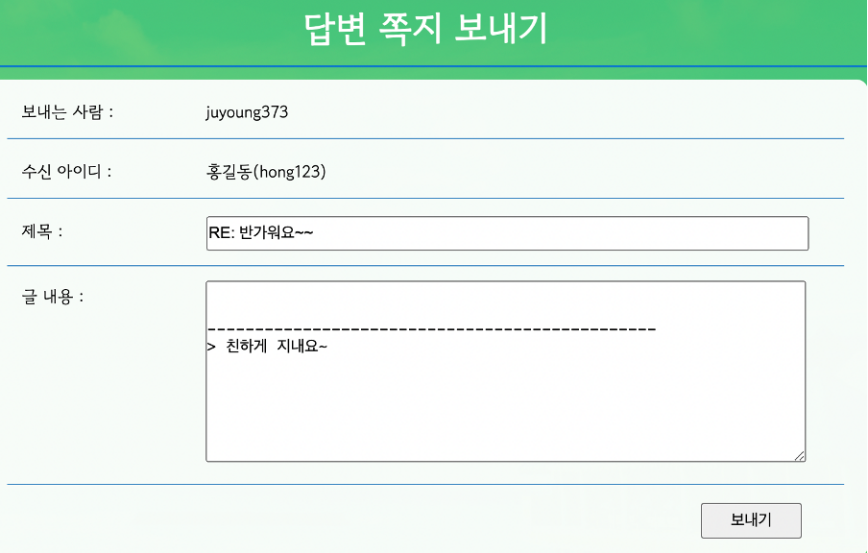 답변 쪽지 보내기
보내는 사람 : juyoung373
수신 아이디 : 홍길동(hong123)
제목 : RE: 반가워요~~
글 내용 :
-----------------------------------------------
> 친하게 지내요~
보내기